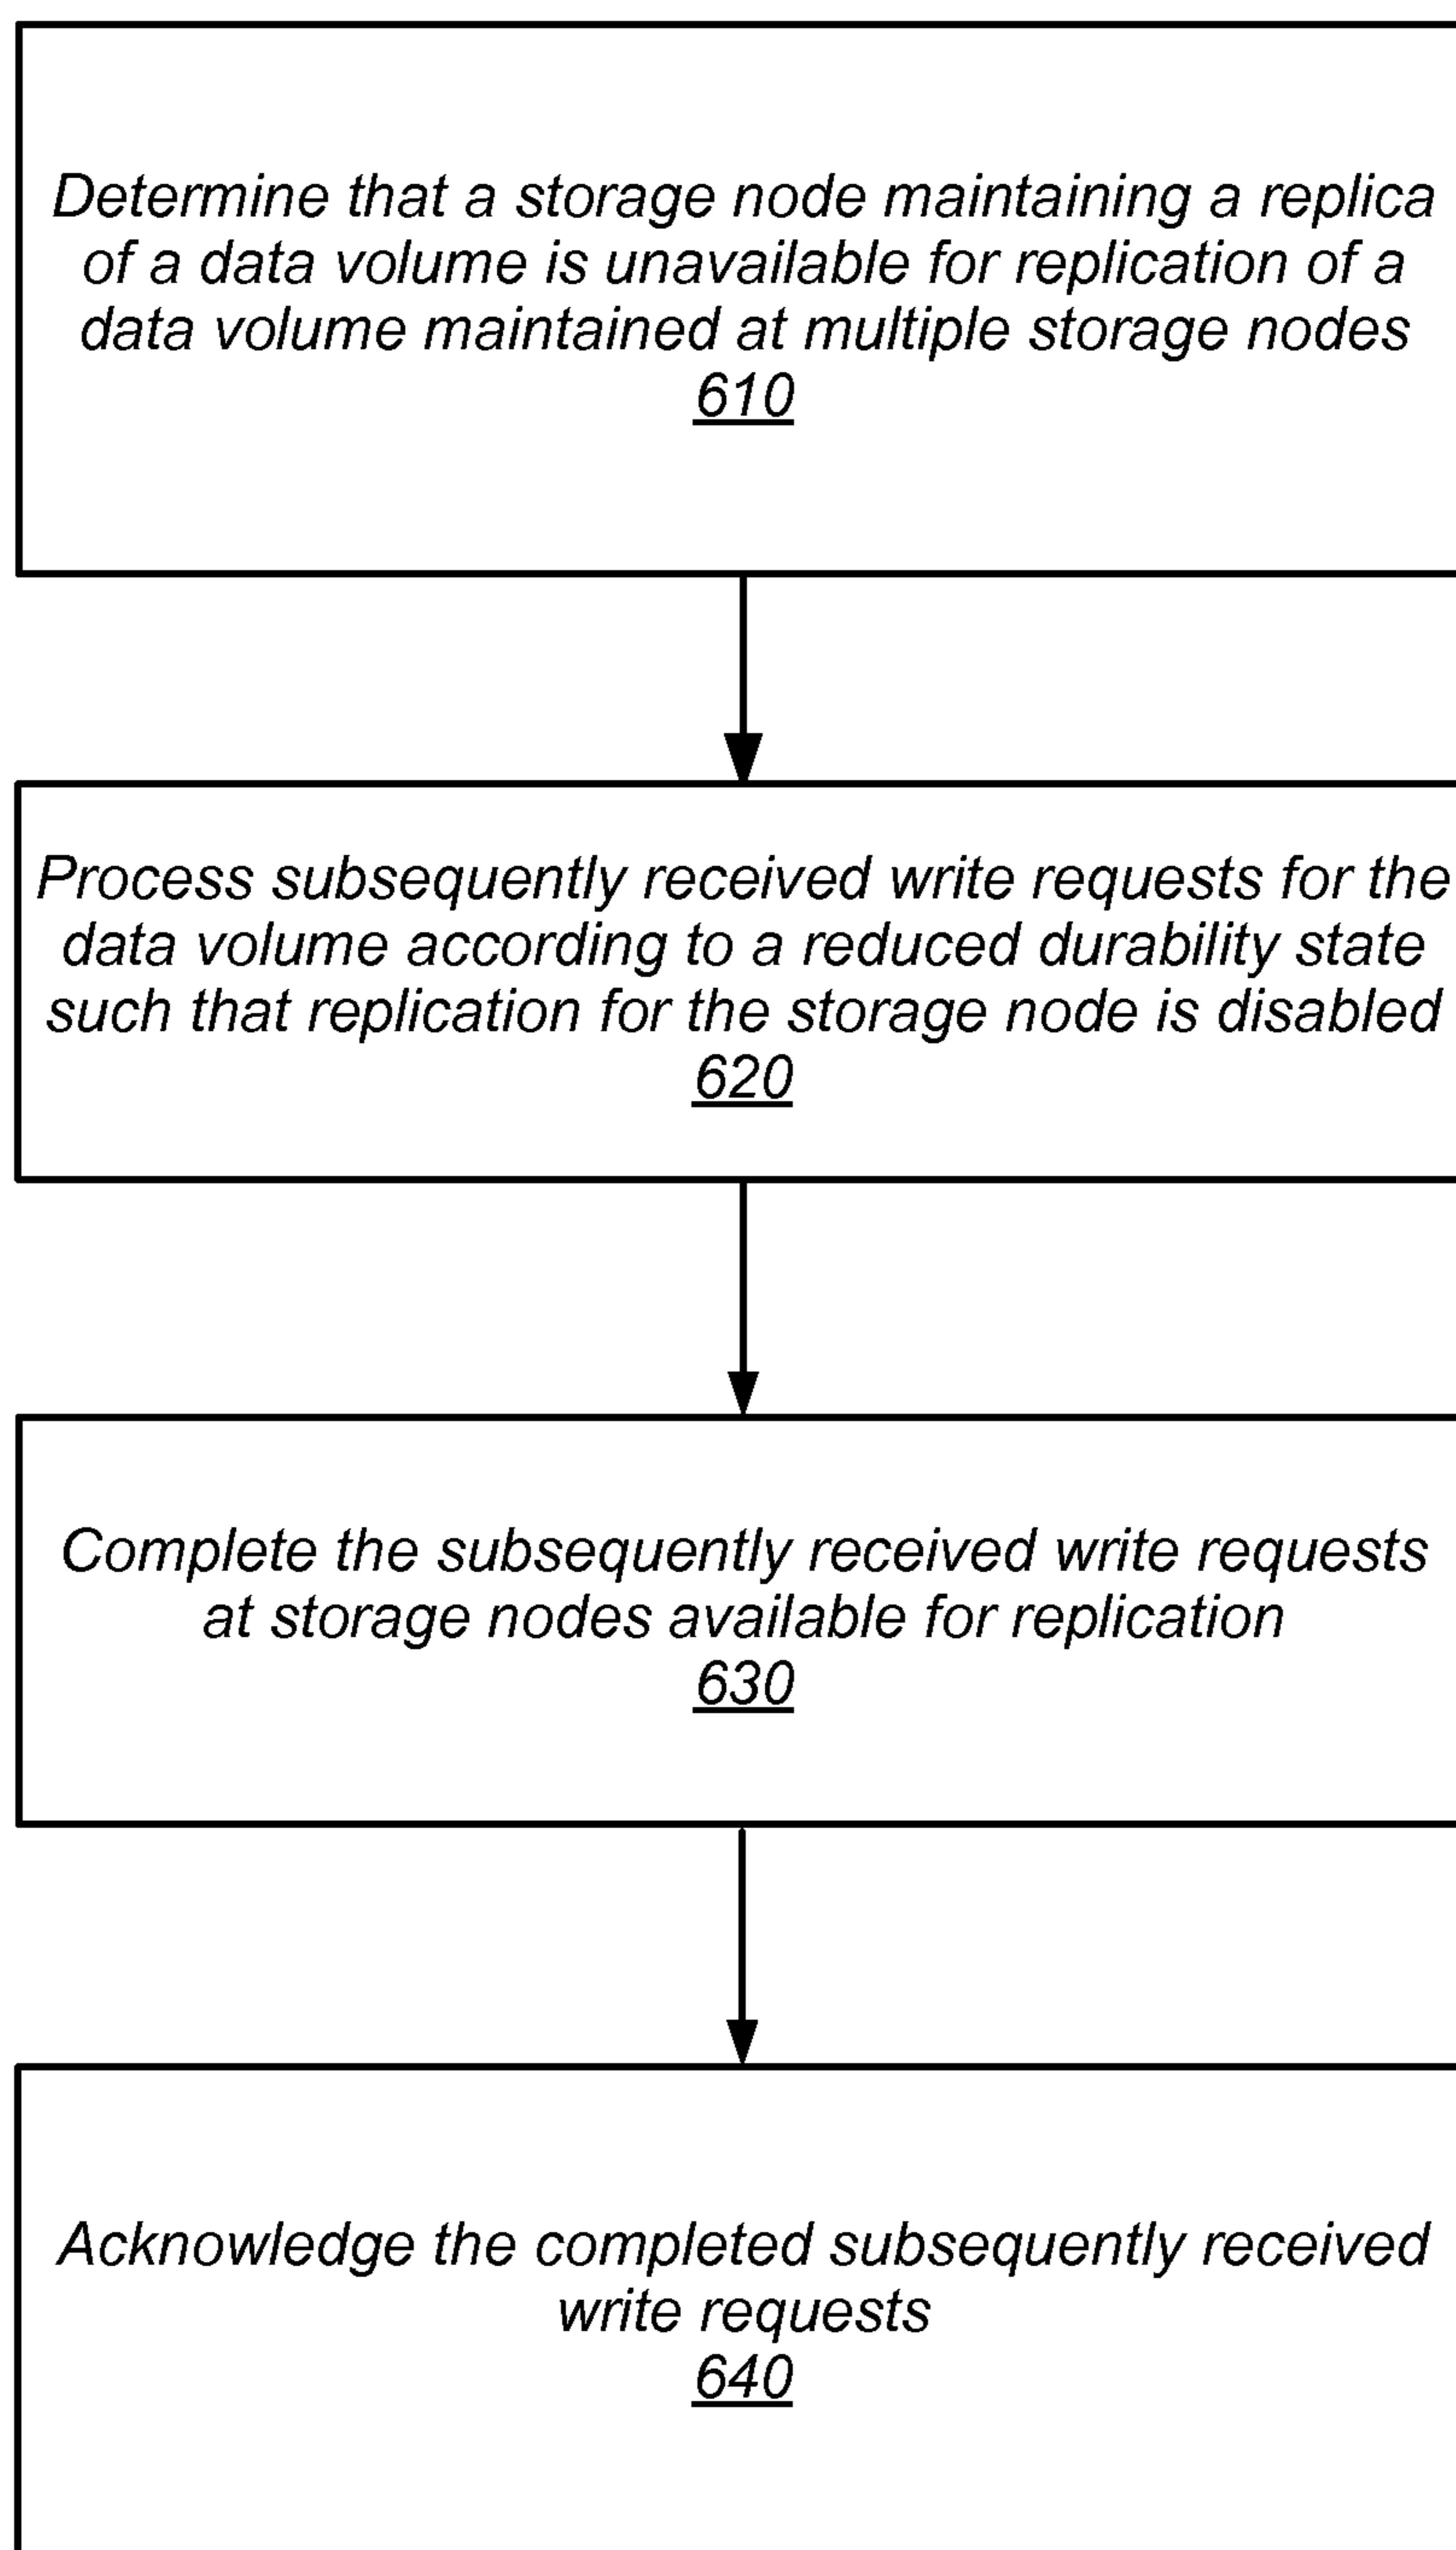 Determine that a storage node maintaining a replica
of a data volume is unavailable for replication of a
data volume maintained at multiple storage nodes
610
Process subsequently received write requests for the
data volume according to a reduced durability state
such that replication for the storage node is disabled
620
Complete the subsequently received write requests
at storage nodes available for replication
630
Acknowledge the completed subsequently received
write requests
640